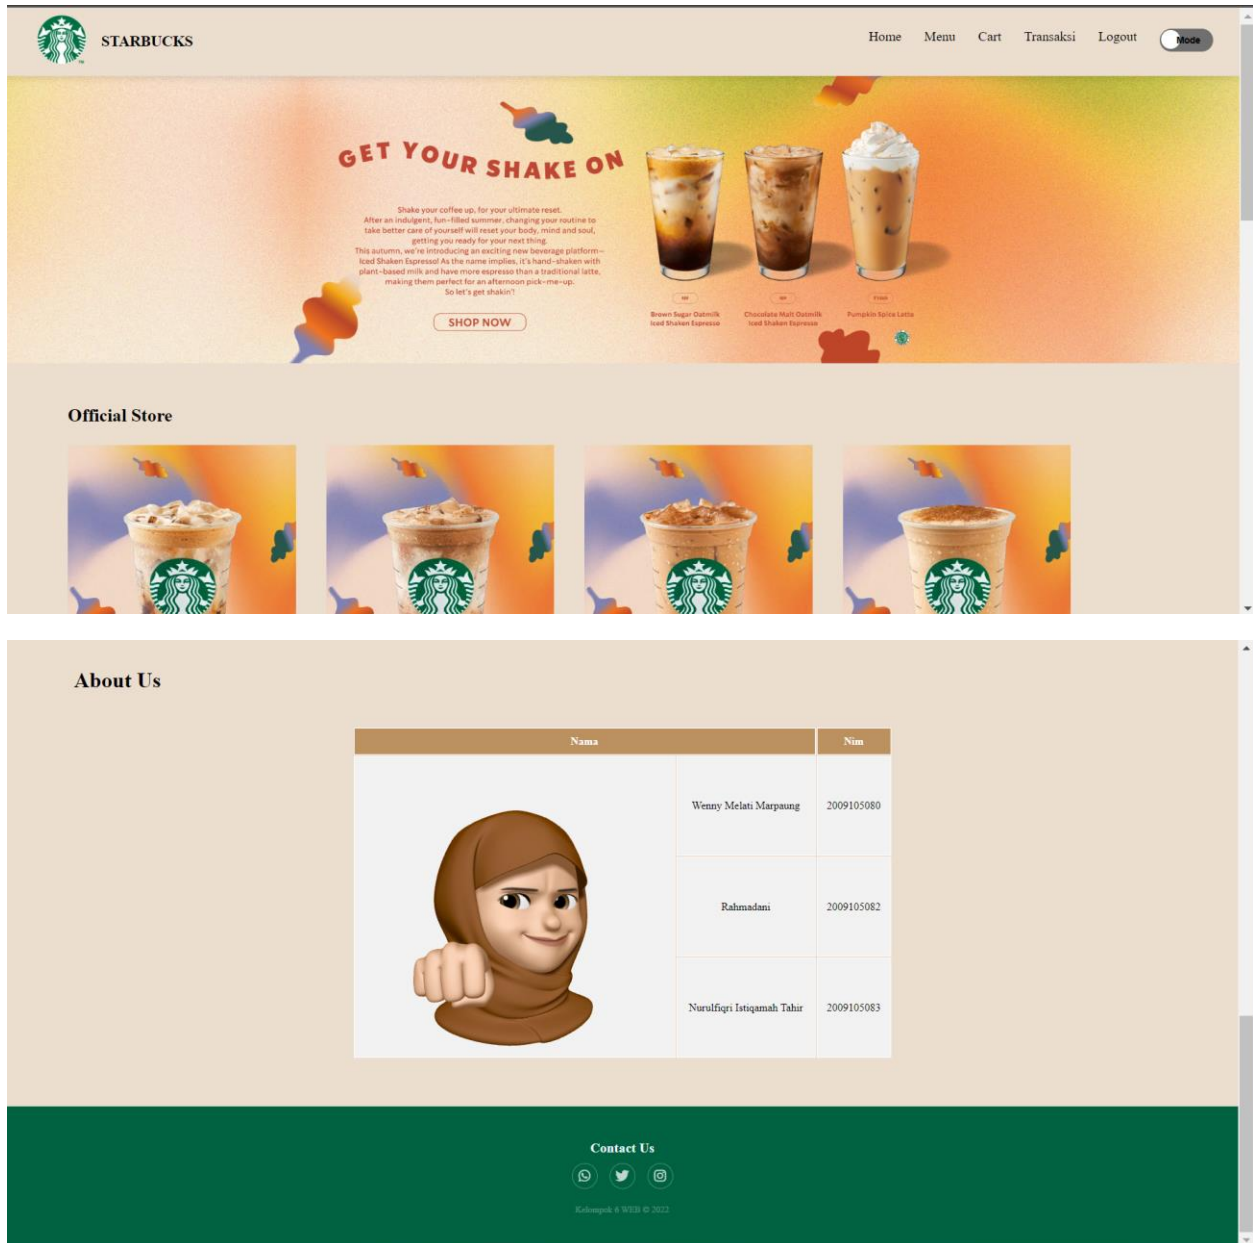 STARBUCKS
Home Menu Cart Transaksi Logout Mode
GET YOUR SHAKE ON
Shake your coffee up, for your ultimate reset.
After an indulgent, fun-filled summer, changing your routine to
take better care of yourself will reset your body, mind and soul,
getting you ready for your next thing.
This autumn, we're introducing an exciting new beverage platform—
Iced Shaken Espresso! As the name implies, it's hand-shaken with
plant-based milk and have more espresso than a traditional latte,
making them perfect for an afternoon pick-me-up.
So let's get shakin'!
SHOP NOW
Brown Sugar Oatmilk
Iced Shaken Espresso
Chocolate Malt Oatmilk
Iced Shaken Espresso
Pumpkin Spice Latte
Official Store
About Us
Nama Nim
Wenny Melati Marpaung 2009105080
Rahmadani 2009105082
Nurulfiqri Istiqamah Tahir 2009105083
Contact Us
Kelompok 6 WEB © 2022